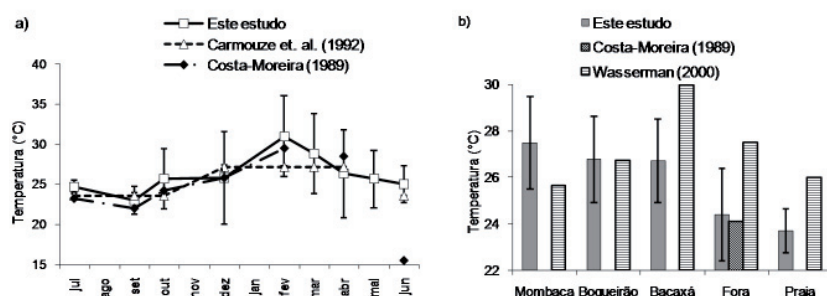 a)
Este estudo
Carmouze et. al. (1992)
Costa-Moreira (1989)
Temperatura (°C)
40
35
30
25
20
15
jul
ago
set
out
nov
dez
jan
fev
mar
abr
mai
jun
b)
Este estudo
Costa-Moreira (1989)
Wasserman (2000)
Temperatura (°C)
30
28
26
24
22
Mombaça Boqueirão Bacaxá Fora Praia